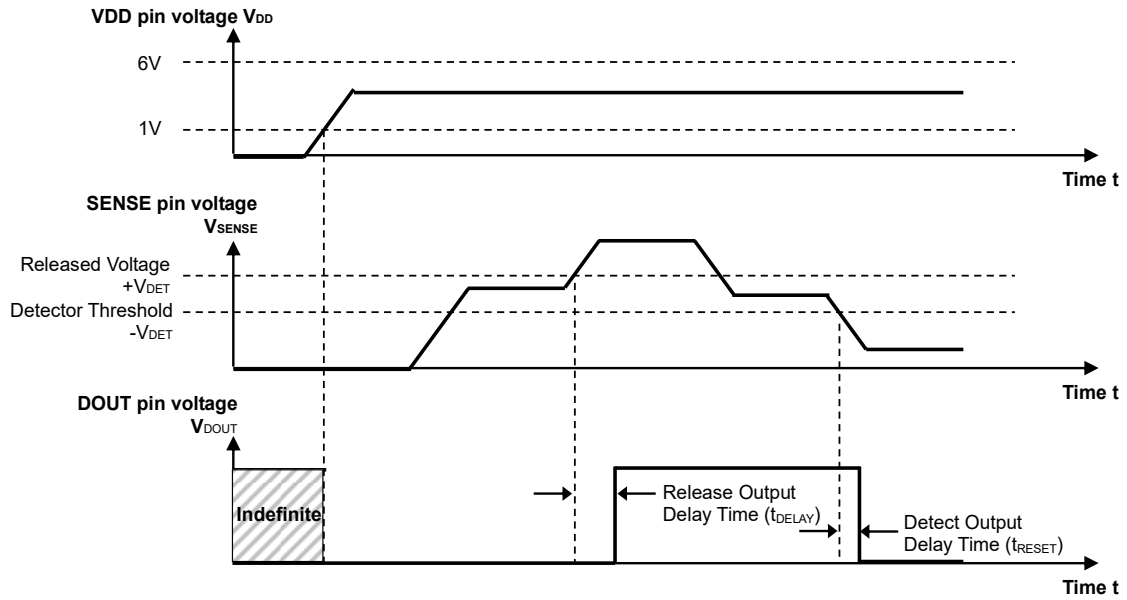 VDD pin voltage VDD
6V
1V
Time t
SENSE pin voltage
VSENSE
Released Voltage
+VDET
Detector Threshold
-VDET
Time t
DOUT pin voltage
VDOUT
Indefinite
Release Output
Delay Time (tDELAY)
Detect Output
Delay Time (tRESET)
Time t